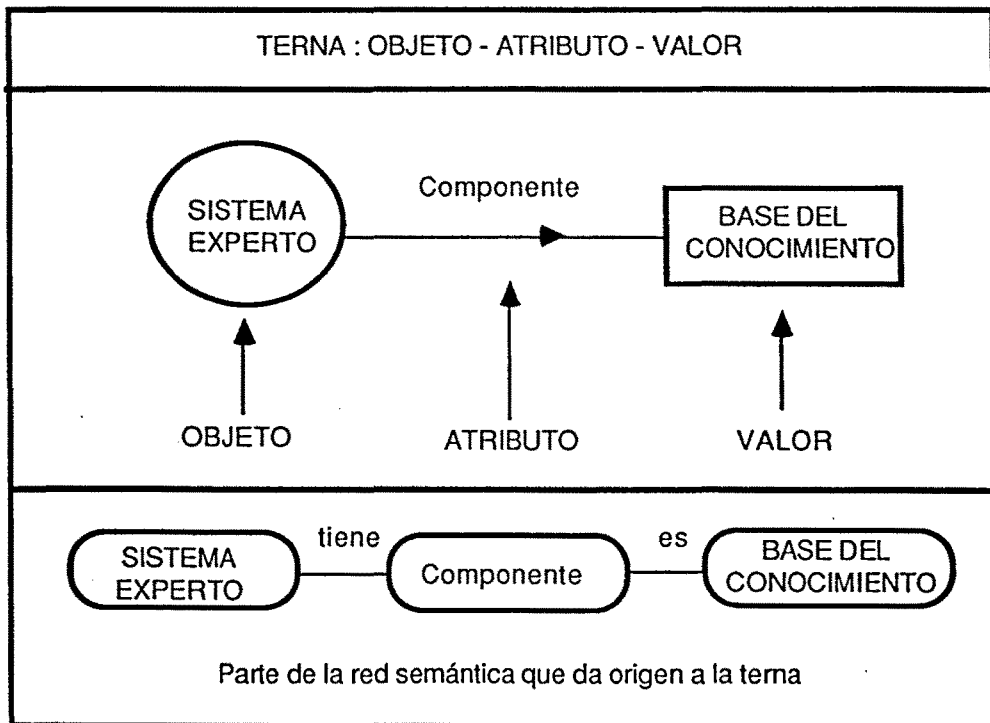 TERNA : OBJETO - ATRIBUTO - VALOR
Componente
SISTEMA
EXPERTO
BASE DEL
CONOCIMIENTO
OBJETO
ATRIBUTO
VALOR
tiene
es
SISTEMA
EXPERTO
Componente
BASE DEL
CONOCIMIENTO
Parte de la red semántica que da origen a la terna